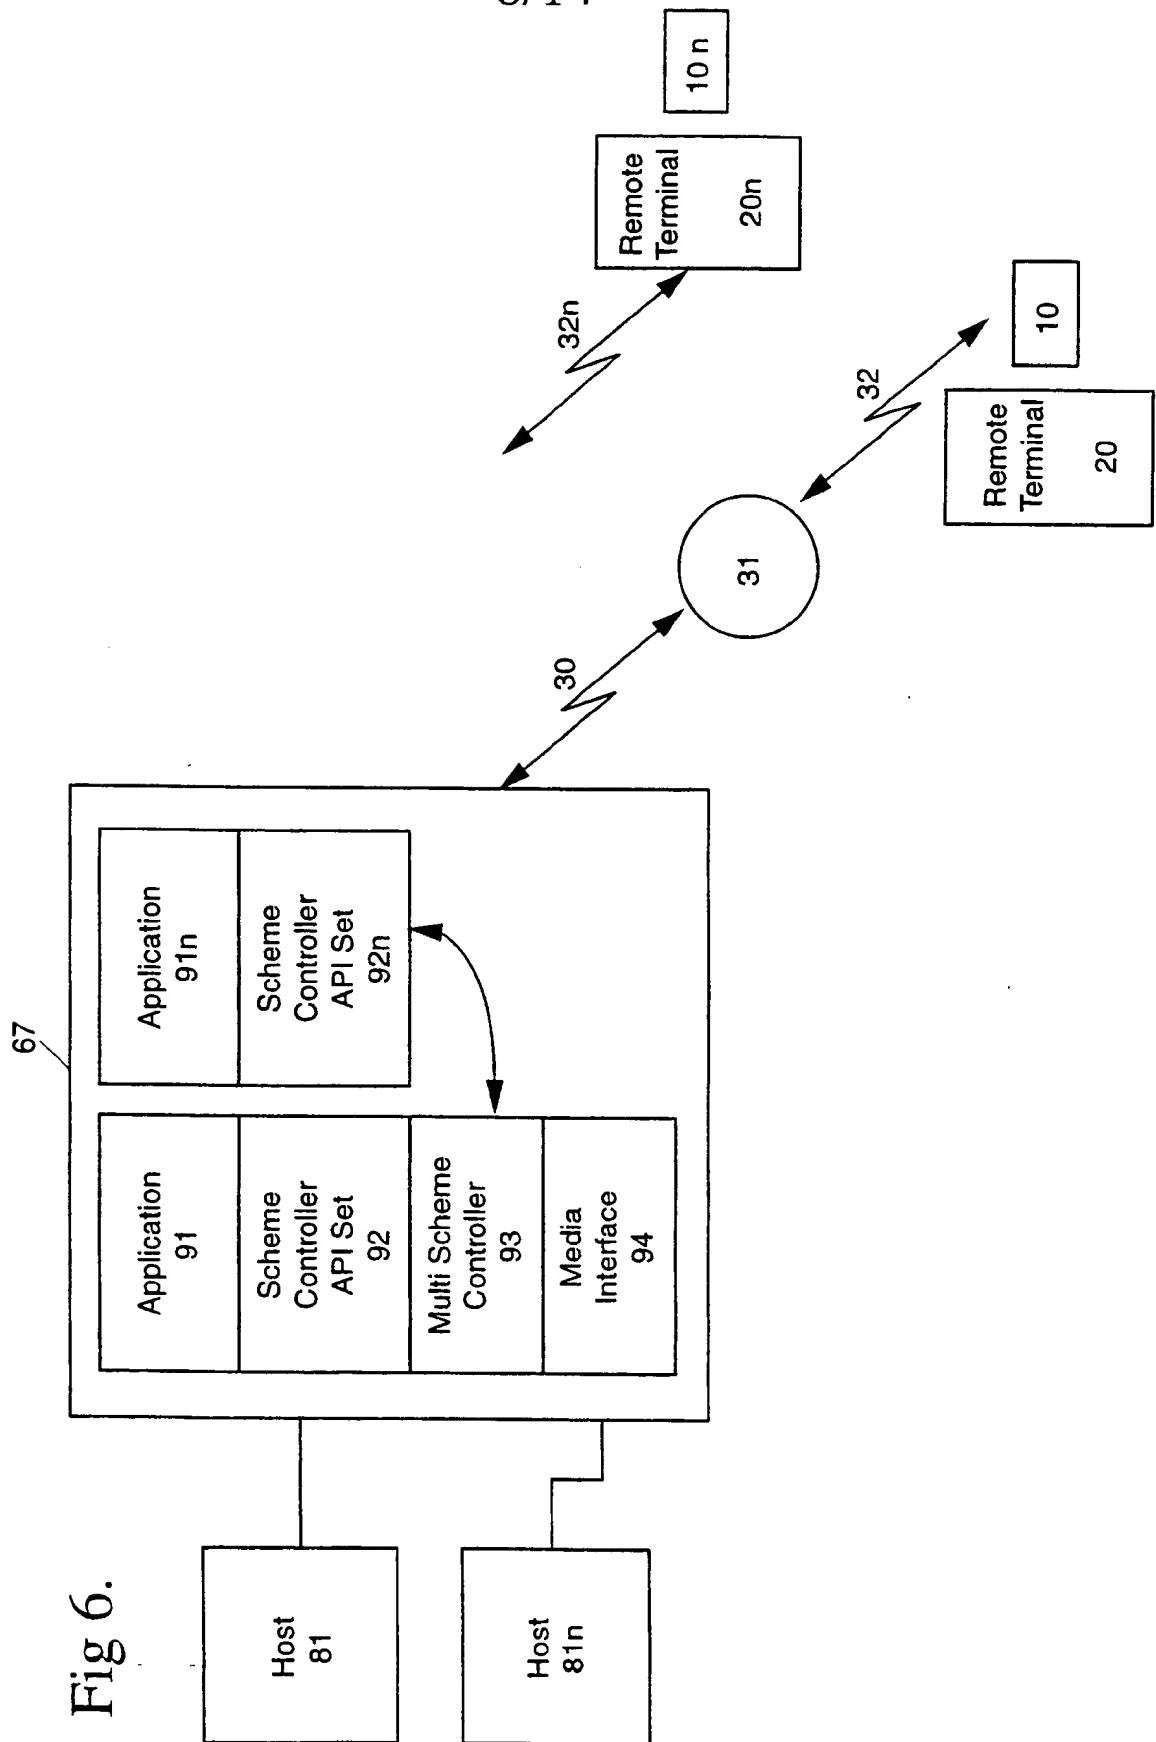 Fig 6.
67
Application
91
Scheme
Controller
API Set
92
Multi Scheme
Controller
93
Media
Interface
94
Application
91n
Scheme
Controller
API Set
92n
Host
81
Host
81n
30
31
32
32n
Remote
Terminal
20
10
Remote
Terminal
20n
10 n